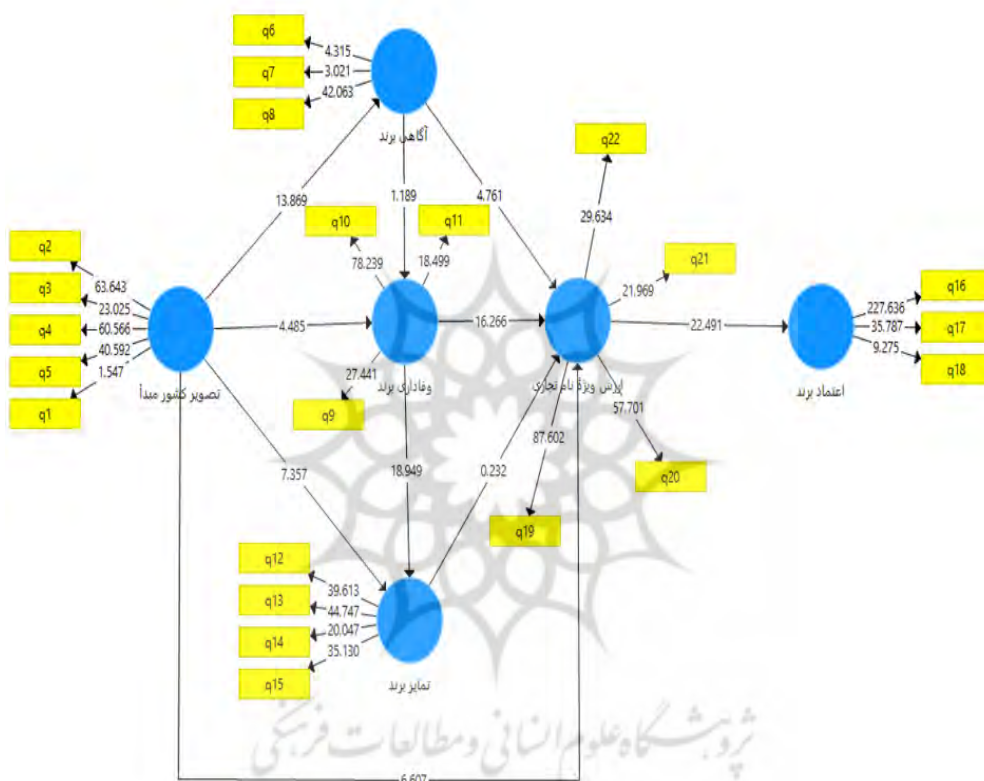 q6
4.315
q7
3.021
q8
42.063
آگاهی برند
q22
13.869
1.189
4.761
29.634
q10
q11
78.239
18.499
q2
q3
q4
q5
q1
63.643
23.025
60.566
40.592
1.547
تصویر کشور مبدأ
4.485
16.266
q21
21.969
22.491
q16
q17
q18
227.636
35.787
9.275
27.441
q9
وفاداری برند
ارزش ویژهٔ نام تجاری
اعتماد برند
57.701
87.602
7.357
18.949
0.232
q20
q19
q12
q13
q14
q15
39.613
44.747
20.047
35.130
تمایز برند
پژوهشگاه علوم انسانی و مطالعات فرهنگی
6.607